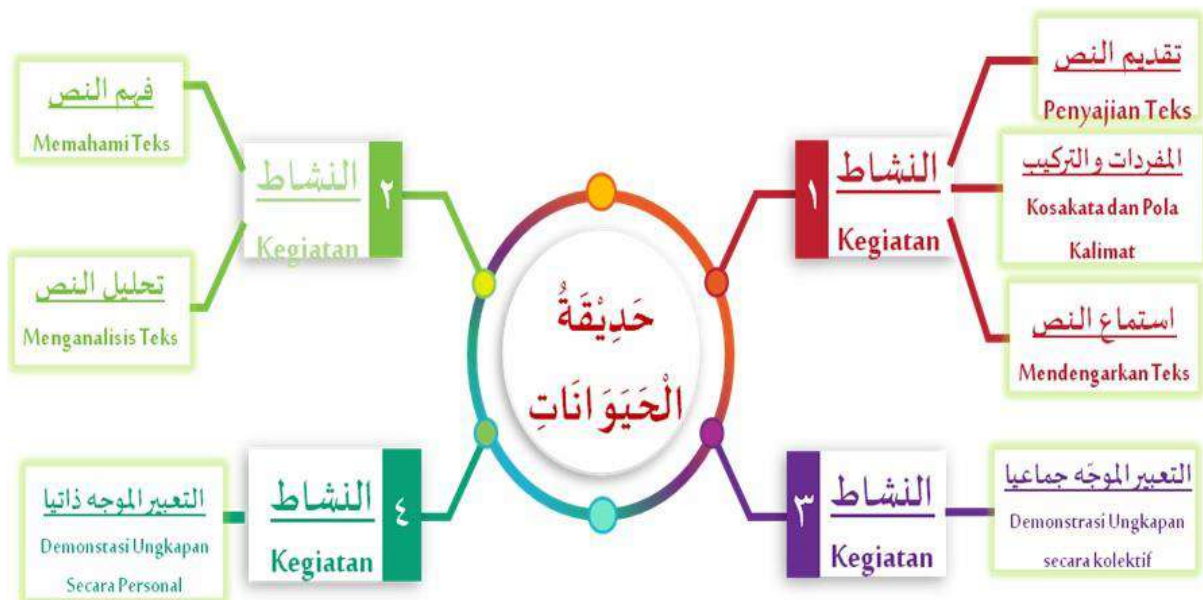 حَدِيْقَةُ
الْحَيَوَانَاتِ
١
النشاط
Kegiatan
تقديم النص
Penyajian Teks
المفردات والتركيب
Kosakata dan Pola
Kalimat
استماع النص
Mendengarkan Teks
٢
النشاط
Kegiatan
فهم النص
Memahami Teks
تحليل النص
Menganalisis Teks
٣
النشاط
Kegiatan
التعبير الموجّه جماعيا
Demonstrasi Ungkapan
secara kolektif
٤
النشاط
Kegiatan
التعبير الموجه ذاتيا
Demonstasi Ungkapan
Secara Personal